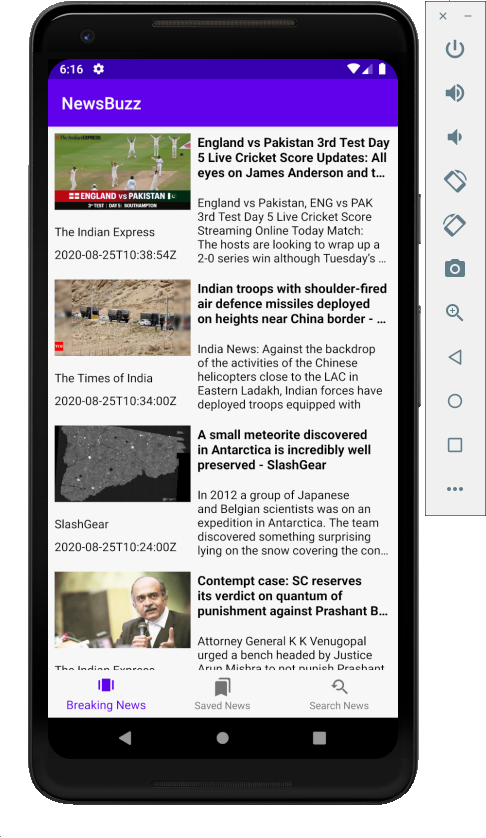 6:16
NewsBuzz
The Indian EXPRESS
ENGLAND vs PAKISTAN
3RD TEST | DAY 5: SOUTHAMPTON
England vs Pakistan 3rd Test Day
5 Live Cricket Score Updates: All
eyes on James Anderson and t…
England vs Pakistan, ENG vs PAK
3rd Test Day 5 Live Cricket Score
Streaming Online Today Match:
The hosts are looking to wrap up a
2-0 series win although Tuesday's …
The Indian Express
2020-08-25T10:38:54Z
Indian troops with shoulder-fired
air defence missiles deployed
on heights near China border - …
India News: Against the backdrop
of the activities of the Chinese
helicopters close to the LAC in
Eastern Ladakh, Indian forces have
deployed troops equipped with
The Times of India
2020-08-25T10:34:00Z
A small meteorite discovered
in Antarctica is incredibly well
preserved - SlashGear
In 2012 a group of Japanese
and Belgian scientists was on an
expedition in Antarctica. The team
discovered something surprising
lying on the snow covering the con…
SlashGear
2020-08-25T10:24:00Z
Contempt case: SC reserves
its verdict on quantum of
punishment against Prashant B…
Attorney General K K Venugopal
urged a bench headed by Justice
Arun Mishra to not punish Prashant
The Indian Express
Breaking News
Saved News
Search News